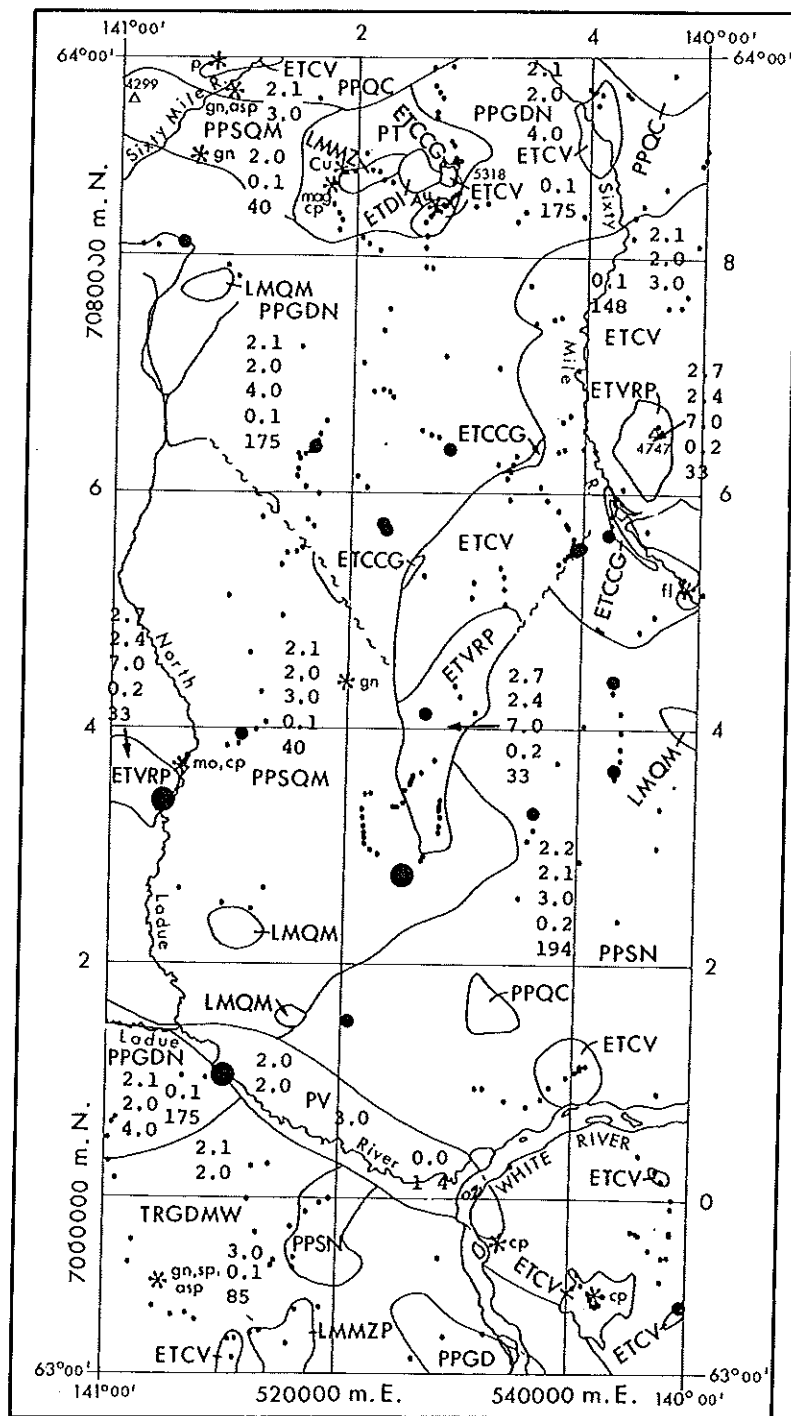 141°00' 2 4 140°00'
64°00' 64°00'
4299
p
ETCV
PPQC
2.1
gn,asp
3.0
Sixty Mile R.
PPSQM
gn
2.0
0.1
40
LMMZ
PT
ETCCG
Cu
mag
cp
ETDI
Au
5318
ETCV
PPGDN
2.1
2.0
4.0
ETCV
0.1
175
PPQC
Sixty
7080000 m. N.
8
2.1
2.0
3.0
0.1
148
ETCV
LMQM
PPGDN
2.1
2.0
4.0
0.1
175
Mile
ETVRP
2.7
2.4
7.0
0.2
33
4747
ETCCG
R.
6 6
ETCV
ETCCG
ETCCG
fl
2.7
2.4
7.0
0.2
33
North
2.1
2.0
3.0
0.1
40
gn
ETVRP
2.7
2.4
7.0
0.2
33
4 4
LMQM
ETVRP
mo,cp
PPSQM
2.2
2.1
3.0
0.2
194
PPSN
Ladue
LMQM
2 2
LMQM
PPQC
ETCV
Ladue
PPGDN
2.1
0.1
2.0
175
4.0
2.0
2.0
PV
3.0
River
0.0
1.4
WHITE RIVER
2.1
2.0
ETCV
7000000 m. N.
0
TRGDMW
PPSN
cp
3.0
gn,sp,
asp
0.1
85
ETCV
cp
LMMZP
ETCV
PPGD
ETCV
63°00' 63°00'
141°00' 520000 m.E. 540000 m.E. 140°00'